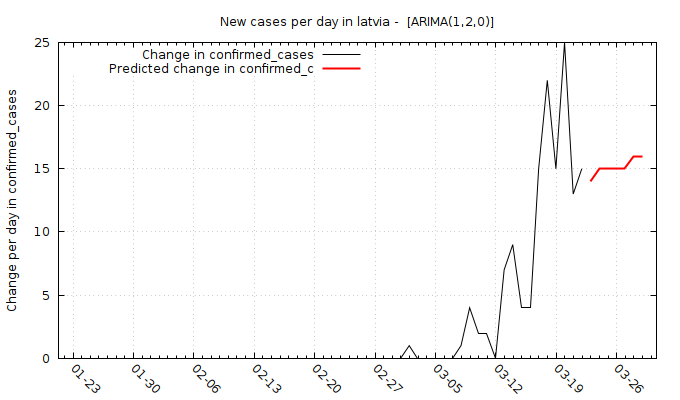 New cases per day in latvia -  [ARIMA(1,2,0)]
Change in confirmed_cases
Predicted change in confirmed_c
Change per day in confirmed_cases
25
20
15
10
5
0
01-23 01-30 02-06 02-13 02-20 02-27 03-05 03-12 03-19 03-26